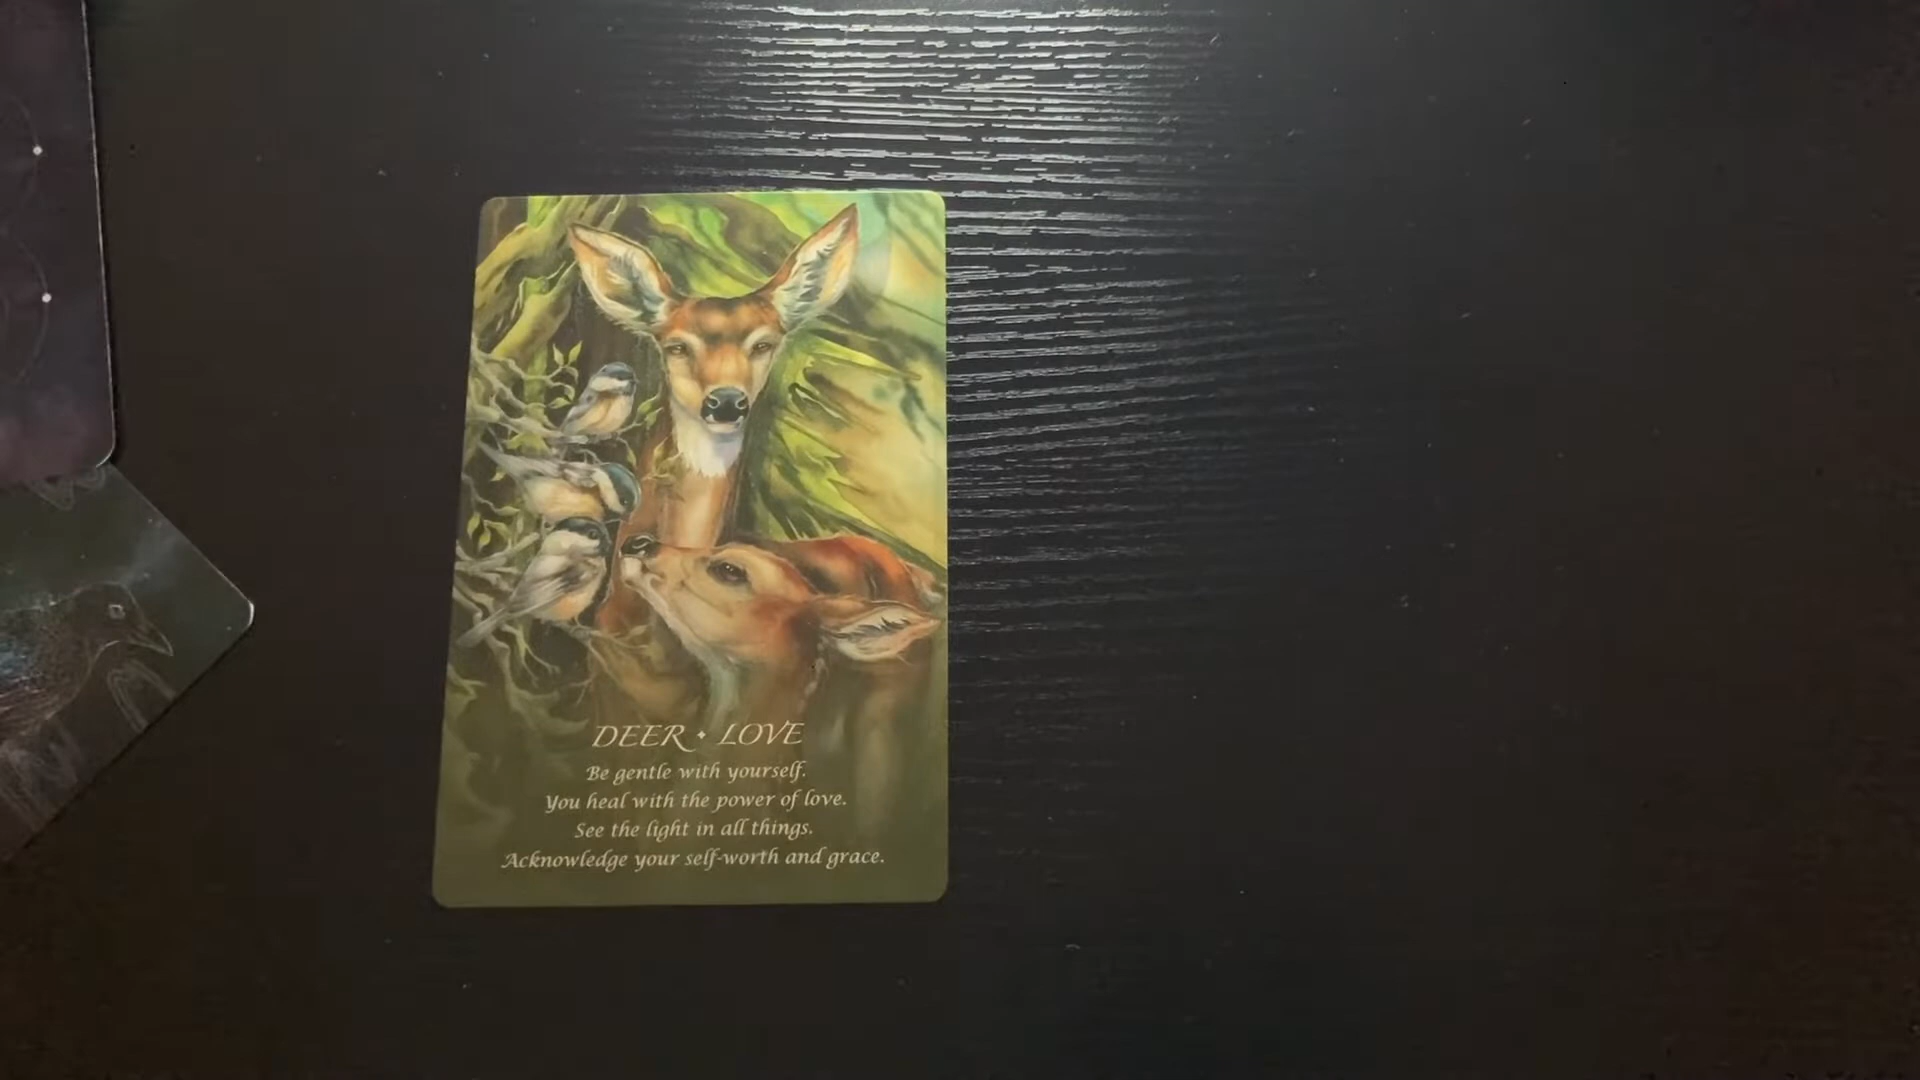 DEER • LOVE
Be gentle with yourself.
You heal with the power of love.
See the light in all things.
Acknowledge your self-worth and grace.